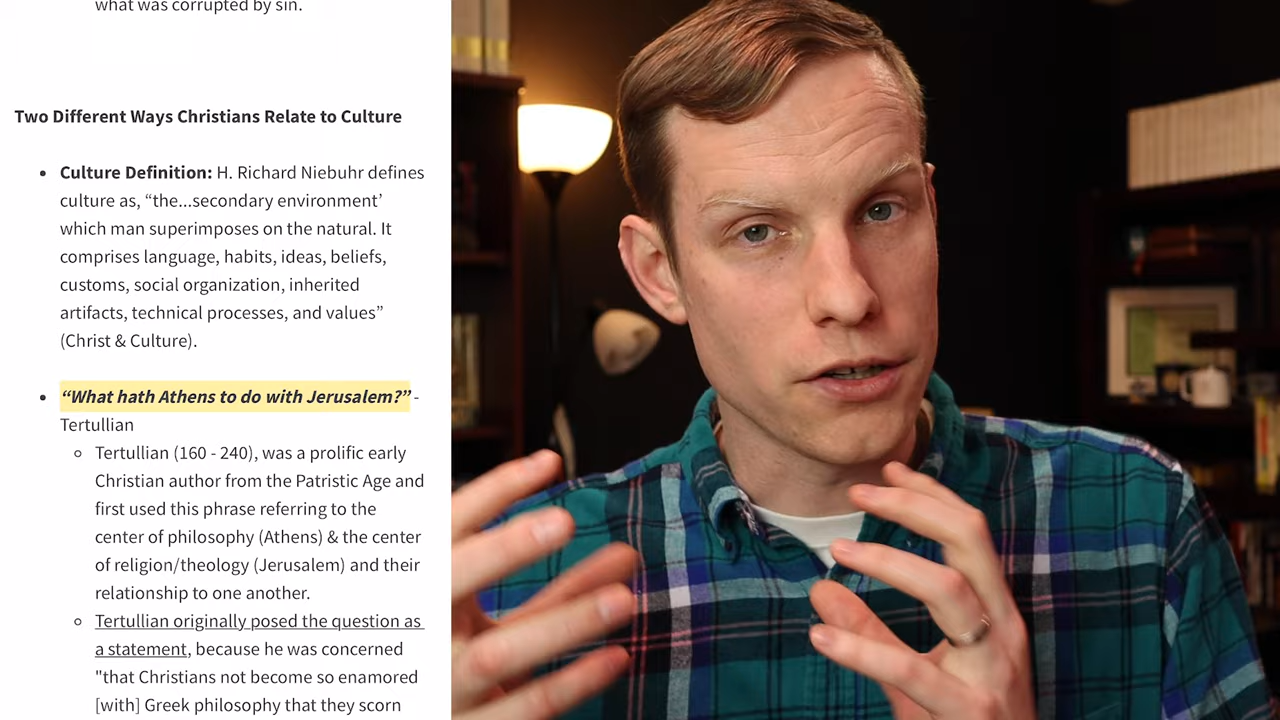 what was corrupted by sin.
Two Different Ways Christians Relate to Culture
• Culture Definition: H. Richard Niebuhr defines
culture as, “the...secondary environment’
which man superimposes on the natural. It
comprises language, habits, ideas, beliefs,
customs, social organization, inherited
artifacts, technical processes, and values”
(Christ & Culture).
• “What hath Athens to do with Jerusalem?” -
Tertullian
◦ Tertullian (160 - 240), was a prolific early
Christian author from the Patristic Age and
first used this phrase referring to the
center of philosophy (Athens) & the center
of religion/theology (Jerusalem) and their
relationship to one another.
◦ Tertullian originally posed the question as
a statement, because he was concerned
"that Christians not become so enamored
[with] Greek philosophy that they scorn